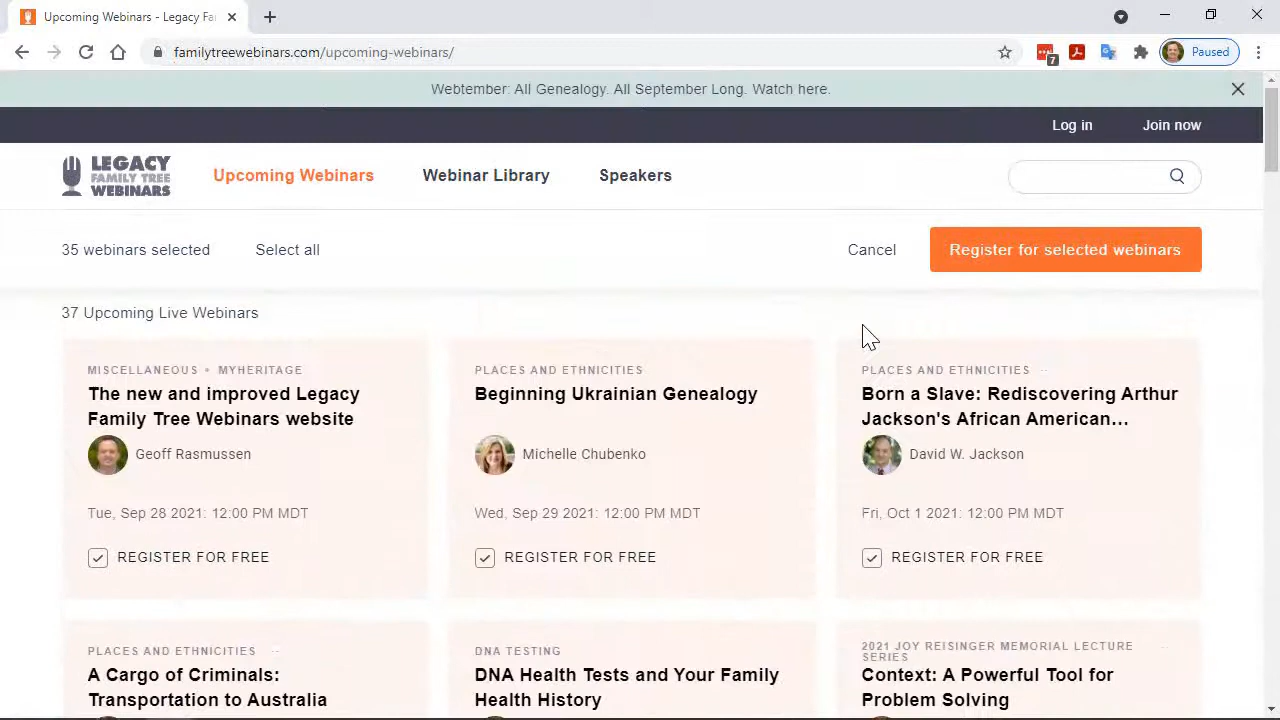 Upcoming Webinars - Legacy Fa
familytreewebinars.com/upcoming-webinars/
7
Paused
Webtember: All Genealogy. All September Long. Watch here.
Log in
Join now
LEGACY
FAMILY TREE
WEBINARS
Upcoming Webinars
Webinar Library
Speakers
35 webinars selected
Select all
Cancel
Register for selected webinars
37 Upcoming Live Webinars
MISCELLANEOUS • MYHERITAGE
The new and improved Legacy
Family Tree Webinars website
Geoff Rasmussen
Tue, Sep 28 2021: 12:00 PM MDT
REGISTER FOR FREE
PLACES AND ETHNICITIES
Beginning Ukrainian Genealogy
Michelle Chubenko
Wed, Sep 29 2021: 12:00 PM MDT
REGISTER FOR FREE
PLACES AND ETHNICITIES ...
Born a Slave: Rediscovering Arthur
Jackson's African American...
David W. Jackson
Fri, Oct 1 2021: 12:00 PM MDT
REGISTER FOR FREE
PLACES AND ETHNICITIES ...
A Cargo of Criminals:
Transportation to Australia
DNA TESTING
DNA Health Tests and Your Family
Health History
2021 JOY REISINGER MEMORIAL LECTURE
SERIES ...
Context: A Powerful Tool for
Problem Solving